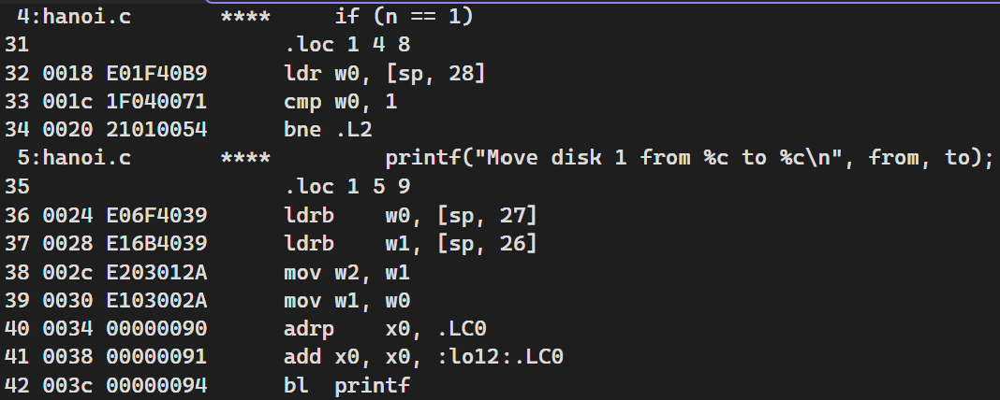 4:hanoi.c       ****     if (n == 1)
31                    .loc 1 4 8
32 0018 E01F40B9      ldr w0, [sp, 28]
33 001c 1F040071      cmp w0, 1
34 0020 21010054      bne .L2
5:hanoi.c       ****         printf("Move disk 1 from %c to %c\n", from, to);
35                    .loc 1 5 9
36 0024 E06F4039      ldrb    w0, [sp, 27]
37 0028 E16B4039      ldrb    w1, [sp, 26]
38 002c E203012A      mov w2, w1
39 0030 E103002A      mov w1, w0
40 0034 00000090      adrp    x0, .LC0
41 0038 00000091      add x0, x0, :lo12:.LC0
42 003c 00000094      bl  printf